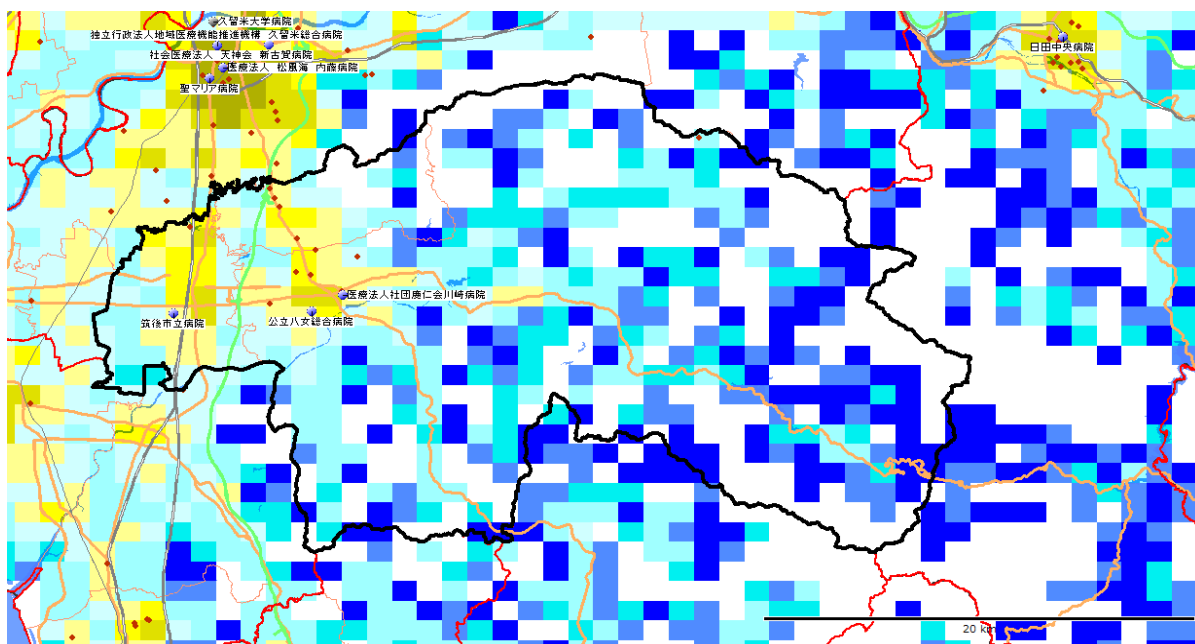 久留米大学病院
独立行政法人地域医療機能推進機構 久留米総合病院
社会医療法人 天神会 新古賀病院
医療法人 松風海 内藤病院
聖マリア病院
日田中央病院
医療法人社団慶仁会川﨑病院
筑後市立病院
公立八女総合病院
20 km